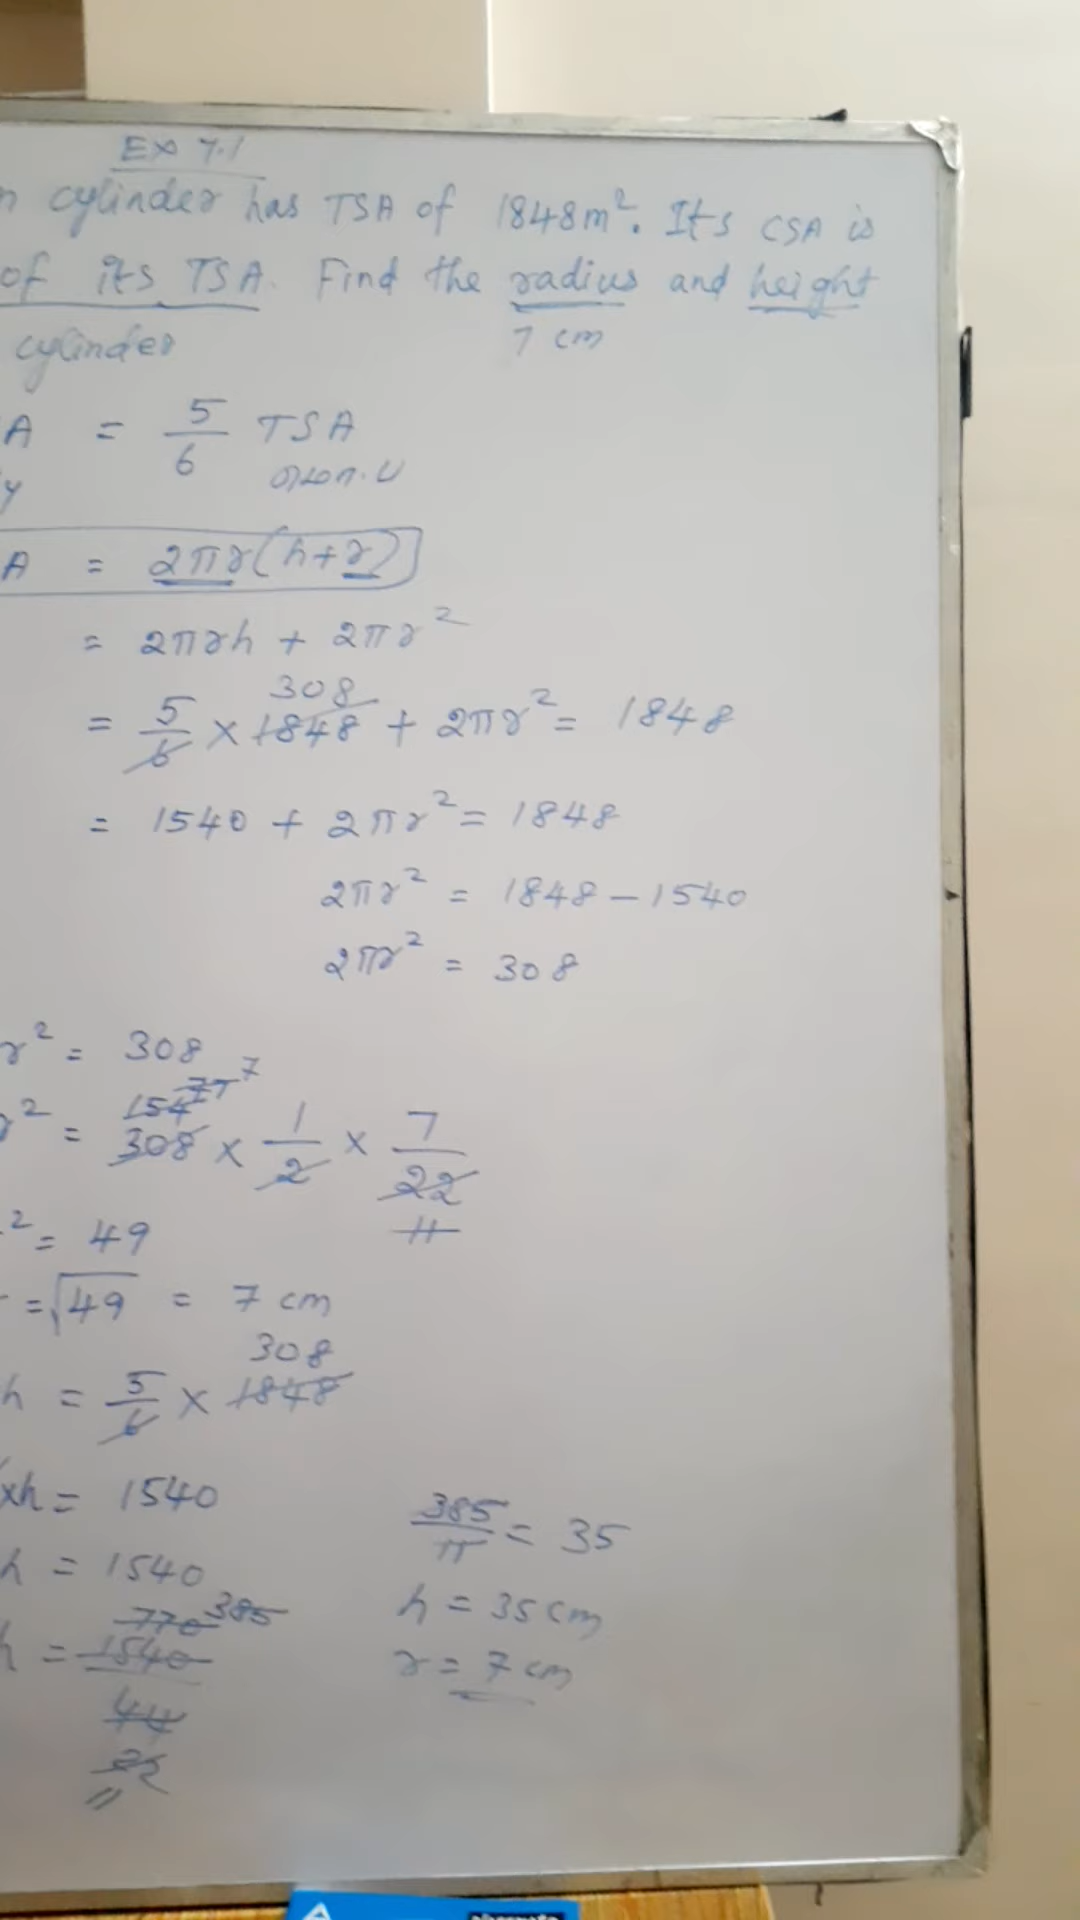 Ex 7.1
n cylinder has TSA of 1848m². Its CSA is
of its TSA. Find the radius and height
7 cm
cylinder
A = 5/6 TSA
y
A = 2πr(h+r)
= 2πrh + 2πr²
308
= 5/6 × 1848 + 2πr² = 1848
= 1540 + 2πr² = 1848
2πr² = 1848 - 1540
2πr² = 308
r² = 308
154 77 7
r² = 308 × 1/2 × 7/22
11
² = 49
= √49 = 7 cm
308
h = 5/6 × 1848
×h = 1540
h = 1540
770 385
h = 1540
44
22
11
385/11 = 35
h = 35 cm
r = 7 cm